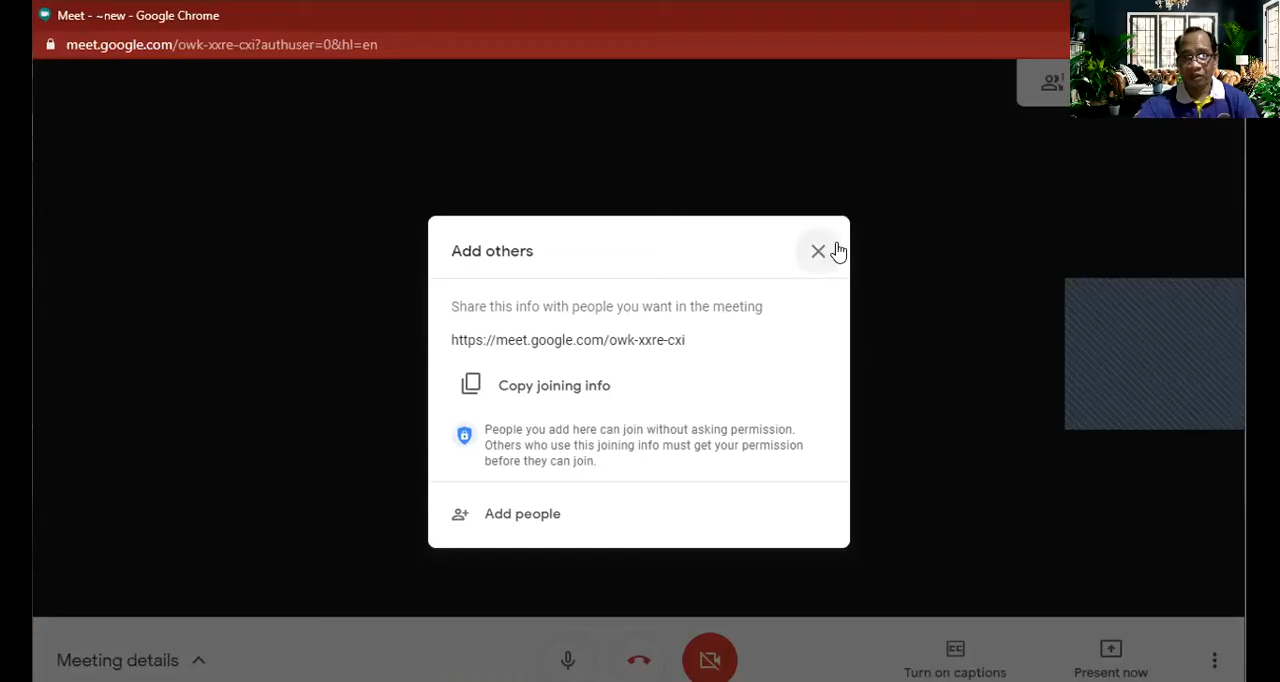 Meet - ~new - Google Chrome
meet.google.com/owk-xxre-cxi?authuser=0&hl=en
1
Add others
Share this info with people you want in the meeting
https://meet.google.com/owk-xxre-cxi
Copy joining info
People you add here can join without asking permission.
Others who use this joining info must get your permission
before they can join.
Add people
Meeting details
CC
Turn on captions
Present now